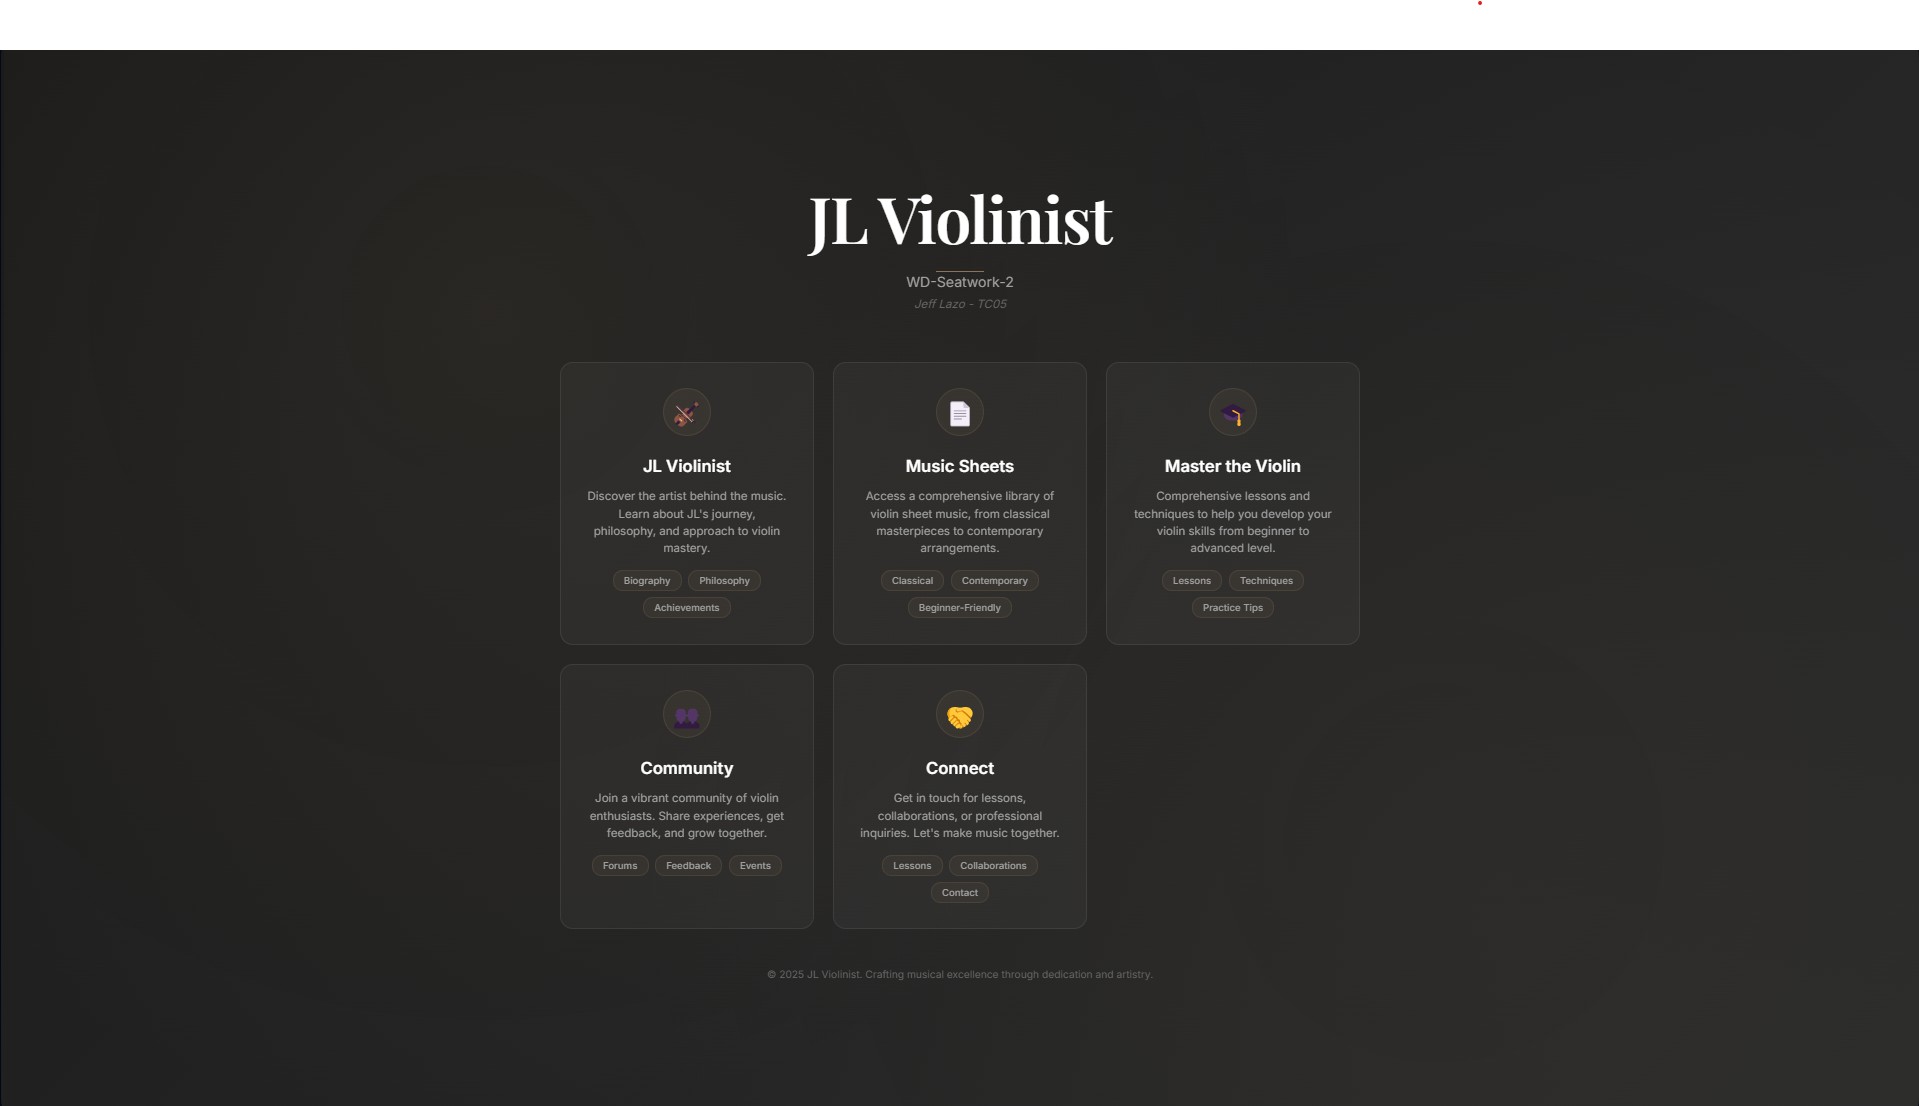 JL Violinist
WD-Seatwork-2
Jeff Lazo - TC05
JL Violinist
Discover the artist behind the music.
Learn about JL's journey,
philosophy, and approach to violin
mastery.
Biography Philosophy
Achievements
Music Sheets
Access a comprehensive library of
violin sheet music, from classical
masterpieces to contemporary
arrangements.
Classical Contemporary
Beginner-Friendly
Master the Violin
Comprehensive lessons and
techniques to help you develop your
violin skills from beginner to
advanced level.
Lessons Techniques
Practice Tips
Community
Join a vibrant community of violin
enthusiasts. Share experiences, get
feedback, and grow together.
Forums Feedback Events
Connect
Get in touch for lessons,
collaborations, or professional
inquiries. Let's make music together.
Lessons Collaborations
Contact
© 2025 JL Violinist. Crafting musical excellence through dedication and artistry.